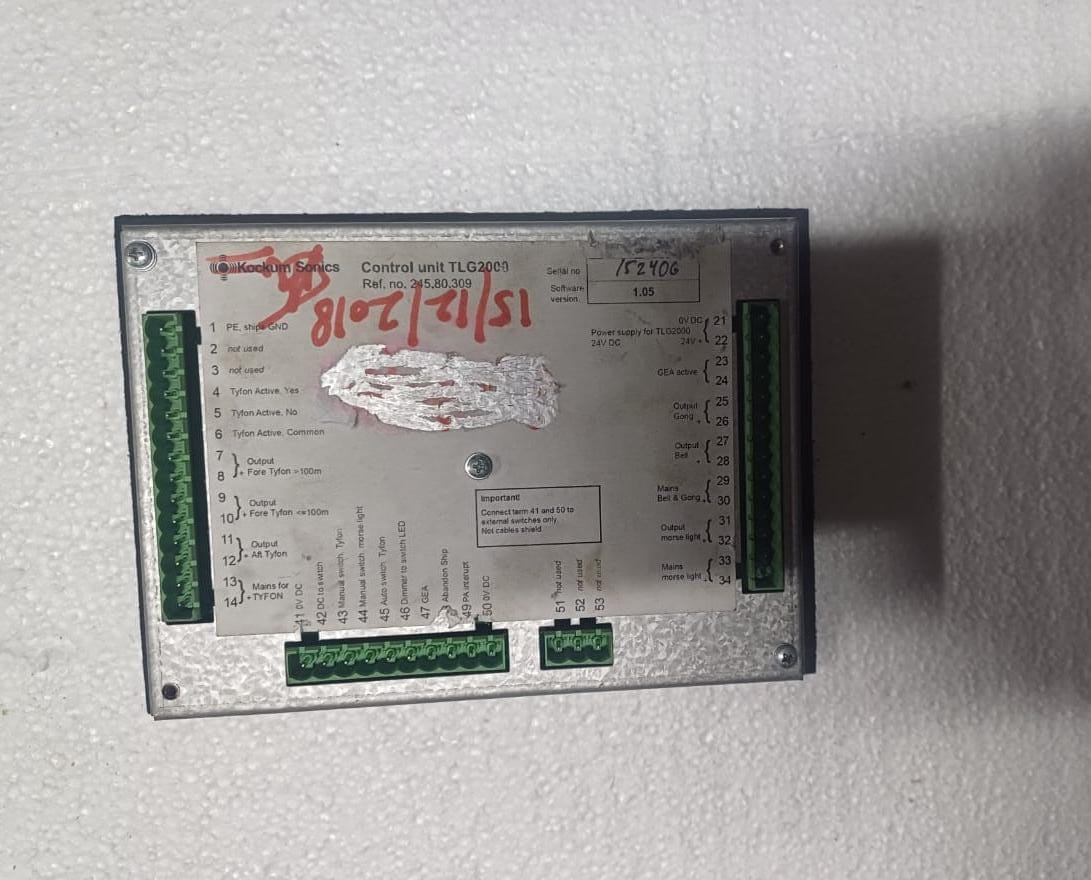 Kockum Sonics
Control unit TLG2000
Ref. no. 245.80.309
Serial no 152406
Software version 1.05
15/12/2018
1 PE, ships GND
2 not used
3 not used
4 Tyfon Active, Yes
5 Tyfon Active, No
6 Tyfon Active, Common
7
8
Output
+ Fore Tyfon >100m
9
10
Output
+ Fore Tyfon <=100m
11
12
Output
+ Aft Tyfon
13
14
Mains for
+ TYFON
0V DC 21
Power supply for TLG2000
24V DC 24V + 22
GEA active
23
24
Output
Gong +
25
26
Output
Bell +
27
28
Mains
Bell & Gong +
29
30
Output
morse light +
31
32
Mains
morse light +
33
34
Important!
Connect term 41 and 50 to
external switches only.
Not cables shield
41 0V DC
42 DC to switch
43 Manual switch, Tyfon
44 Manual switch, morse light
45 Auto switch, Tyfon
46 Dimmer to switch LED
47 GEA
Abandon Ship
49 PA interupt
50 0V DC
51 not used
52 not used
53 not used